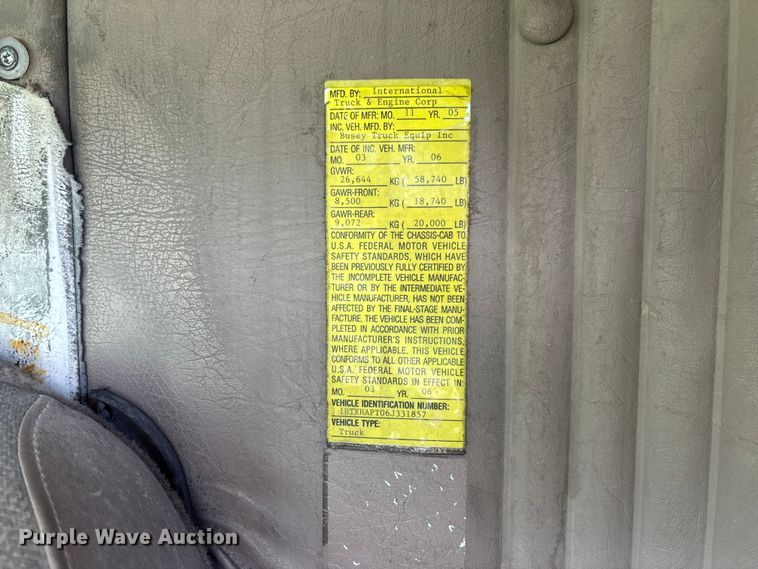 MFD. BY: International
Truck & Engine Corp
DATE OF MFR: MO. 11 YR. 05
INC. VEH. MFD. BY:
Busey Truck Equip Inc
DATE OF INC. VEH. MFR:
MO. 03 YR. 06
GVWR:
26,644 KG ( 58,740 LB)
GAWR-FRONT:
8,500 KG ( 18,740 LB)
GAWR-REAR:
9,072 KG ( 20,000 LB)
CONFORMITY OF THE CHASSIS-CAB TO
U.S.A. FEDERAL MOTOR VEHICLE
SAFETY STANDARDS, WHICH HAVE
BEEN PREVIOUSLY FULLY CERTIFIED BY
THE INCOMPLETE VEHICLE MANUFAC-
TURER OR BY THE INTERMEDIATE VE-
HICLE MANUFACTURER, HAS NOT BEEN
AFFECTED BY THE FINAL-STAGE MANU-
FACTURE. THE VEHICLE HAS BEEN COM-
PLETED IN ACCORDANCE WITH PRIOR
MANUFACTURER'S INSTRUCTIONS,
WHERE APPLICABLE. THIS VEHICLE
CONFORMS TO ALL OTHER APPLICABLE
U.S.A. FEDERAL MOTOR VEHICLE
SAFETY STANDARDS IN EFFECT IN:
MO. 03 YR. 06
VEHICLE IDENTIFICATION NUMBER:
1HTXHAPT06J331857
VEHICLE TYPE:
Truck
Purple Wave Auction